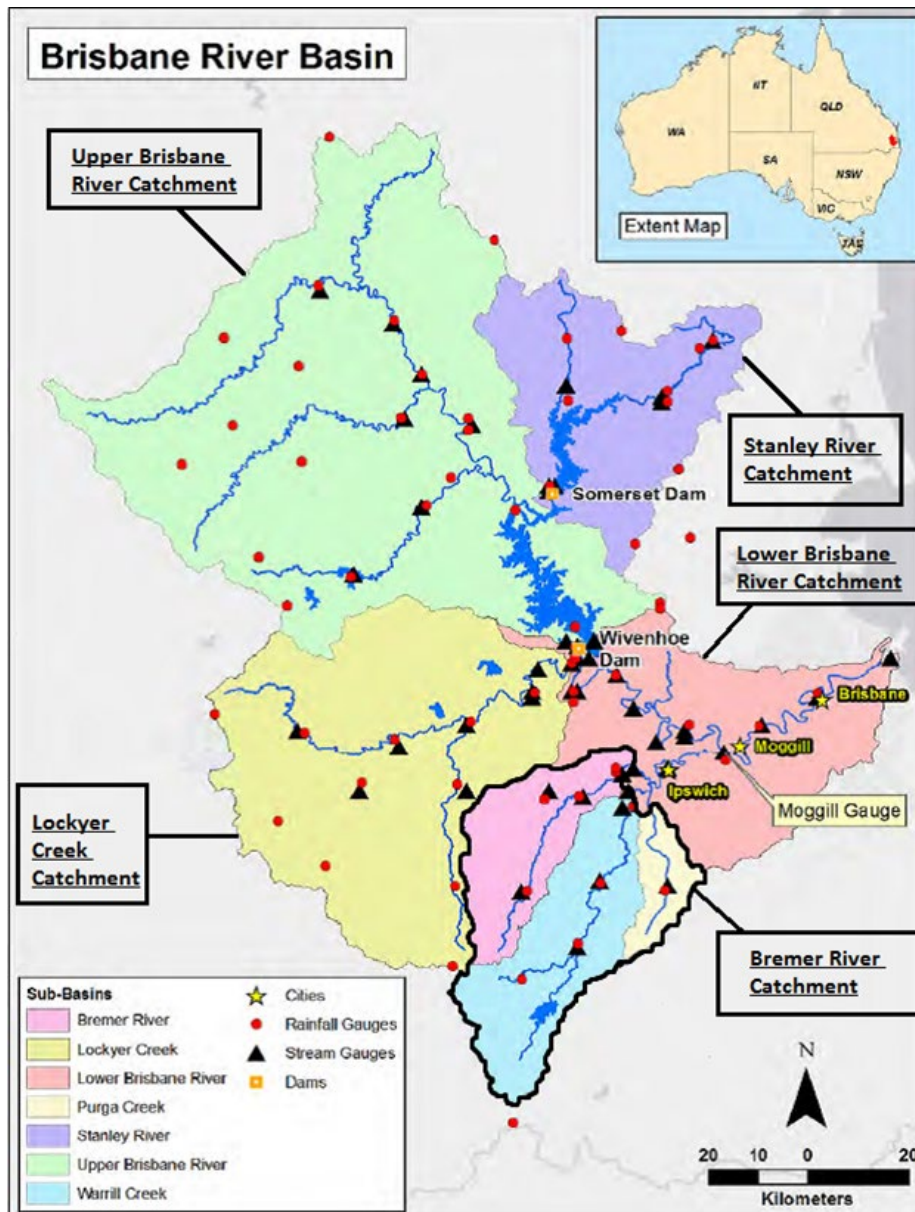 Brisbane River Basin
WA
NT
QLD
SA
NSW
VIC
TAS
Extent Map
Upper Brisbane
River Catchment
Stanley River
Catchment
Somerset Dam
Lower Brisbane
River Catchment
Wivenhoe
Dam
Brisbane
Moggill
Ipswich
Moggill Gauge
Lockyer
Creek
Catchment
Bremer River
Catchment
Sub-Basins
Bremer River
Lockyer Creek
Lower Brisbane River
Purga Creek
Stanley River
Upper Brisbane River
Warrill Creek
Cities
Rainfall Gauges
Stream Gauges
Dams
N
20 10 0 20
Kilometers